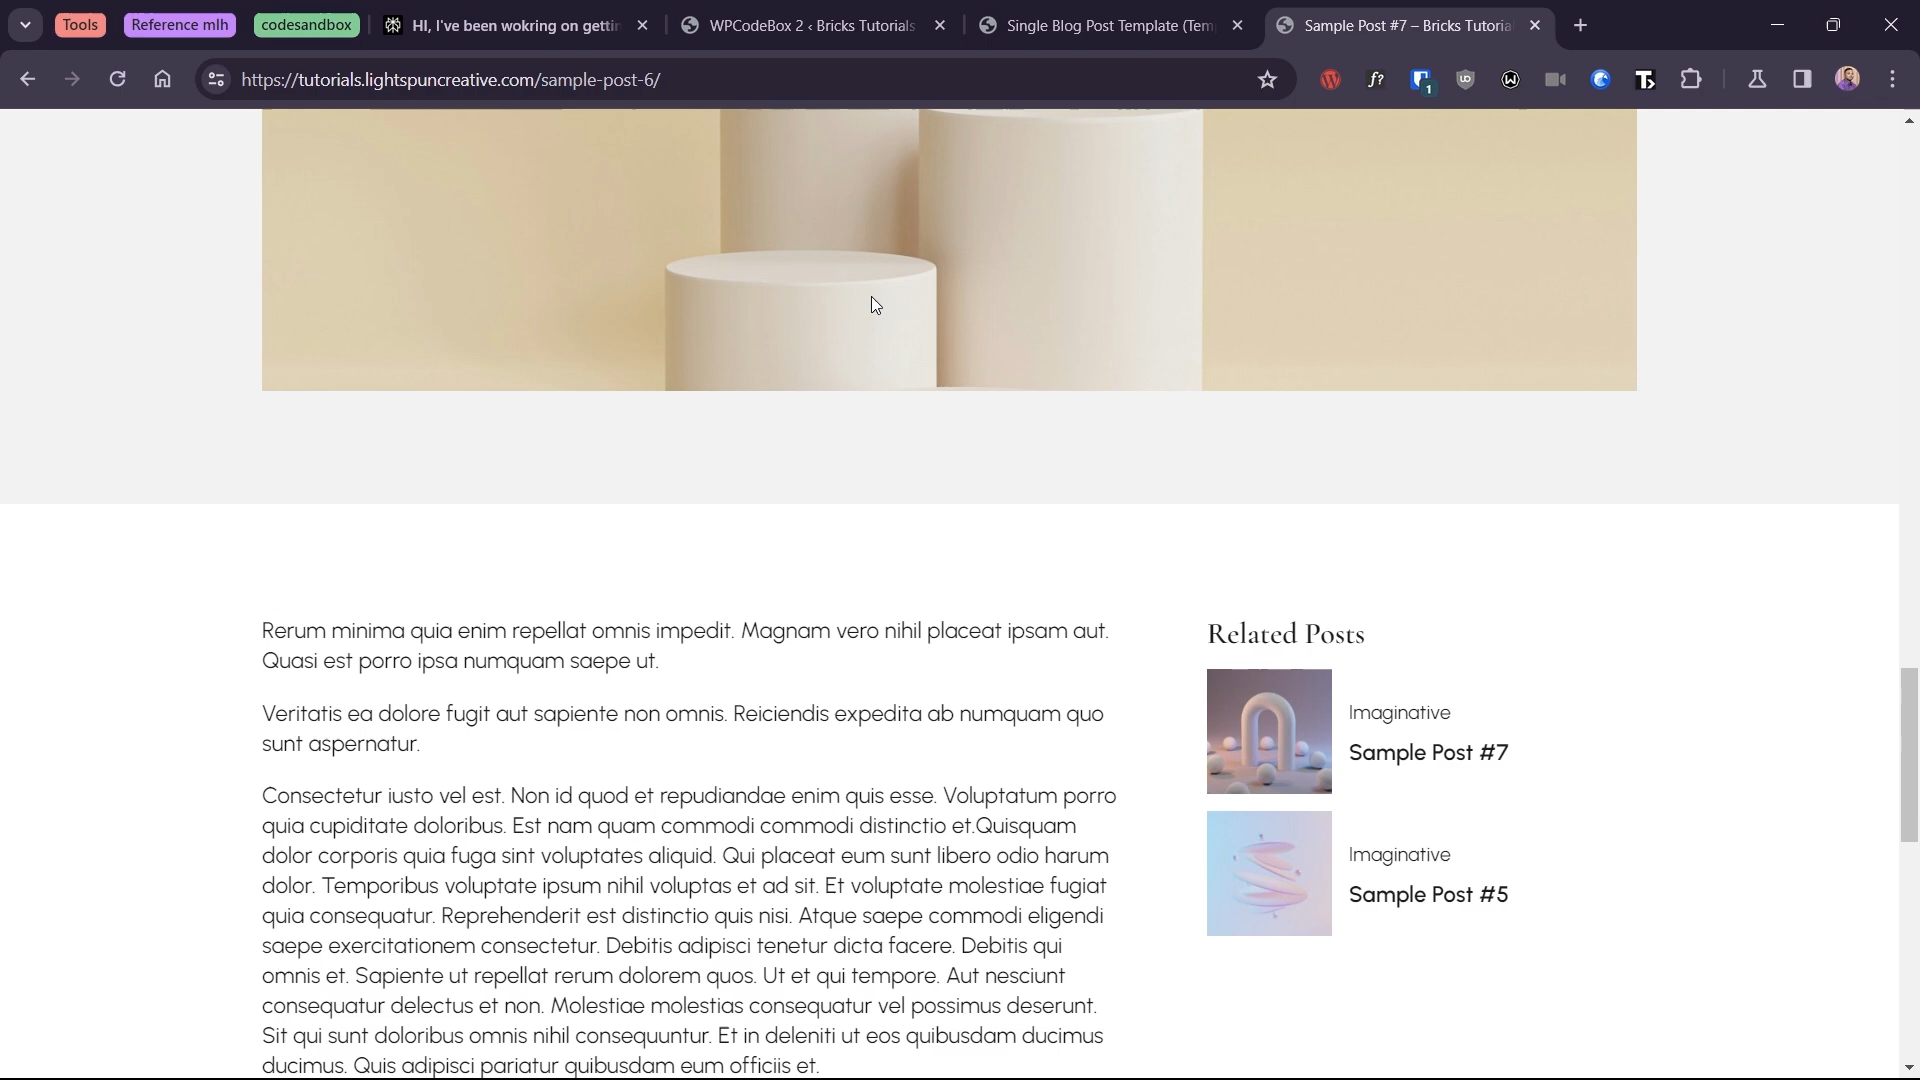 Tools
Reference mlh
codesandbox
HI, I've been wokring on gettin
WPCodeBox 2 ‹ Bricks Tutorials
Single Blog Post Template (Tem
Sample Post #7 – Bricks Tutoria
https://tutorials.lightspuncreative.com/sample-post-6/
f?
1
Rerum minima quia enim repellat omnis impedit. Magnam vero nihil placeat ipsam aut.
Quasi est porro ipsa numquam saepe ut.
Veritatis ea dolore fugit aut sapiente non omnis. Reiciendis expedita ab numquam quo
sunt aspernatur.
Consectetur iusto vel est. Non id quod et repudiandae enim quis esse. Voluptatum porro
quia cupiditate doloribus. Est nam quam commodi commodi distinctio et.Quisquam
dolor corporis quia fuga sint voluptates aliquid. Qui placeat eum sunt libero odio harum
dolor. Temporibus voluptate ipsum nihil voluptas et ad sit. Et voluptate molestiae fugiat
quia consequatur. Reprehenderit est distinctio quis nisi. Atque saepe commodi eligendi
saepe exercitationem consectetur. Debitis adipisci tenetur dicta facere. Debitis qui
omnis et. Sapiente ut repellat rerum dolorem quos. Ut et qui tempore. Aut nesciunt
consequatur delectus et non. Molestiae molestias consequatur vel possimus deserunt.
Sit qui sunt doloribus omnis nihil consequuntur. Et in deleniti ut eos quibusdam ducimus
ducimus. Quis adipisci pariatur quibusdam eum officiis et.
Related Posts
Imaginative
Sample Post #7
Imaginative
Sample Post #5